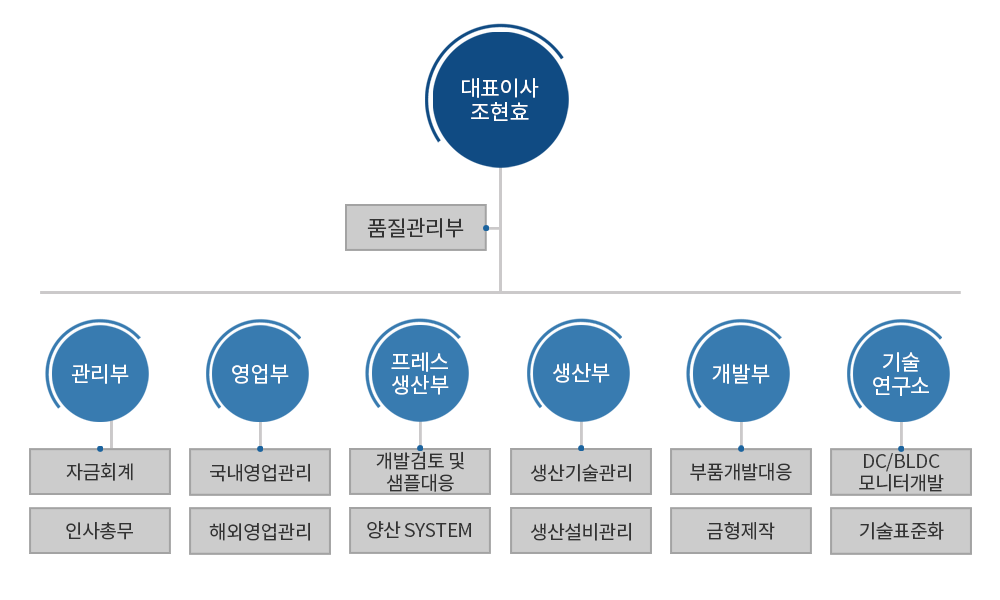 대표이사
조현효
품질관리부
관리부
영업부
프레스
생산부
생산부
개발부
기술
연구소
자금회계
국내영업관리
개발검토 및
샘플대응
생산기술관리
부품개발대응
DC/BLDC
모니터개발
인사총무
해외영업관리
양산 SYSTEM
생산설비관리
금형제작
기술표준화